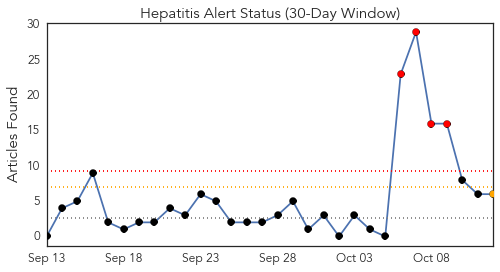 Hepatitis Alert Status (30-Day Window)
Articles Found
30
25
20
15
10
5
0
Sep 13 Sep 18 Sep 23 Sep 28 Oct 03 Oct 08